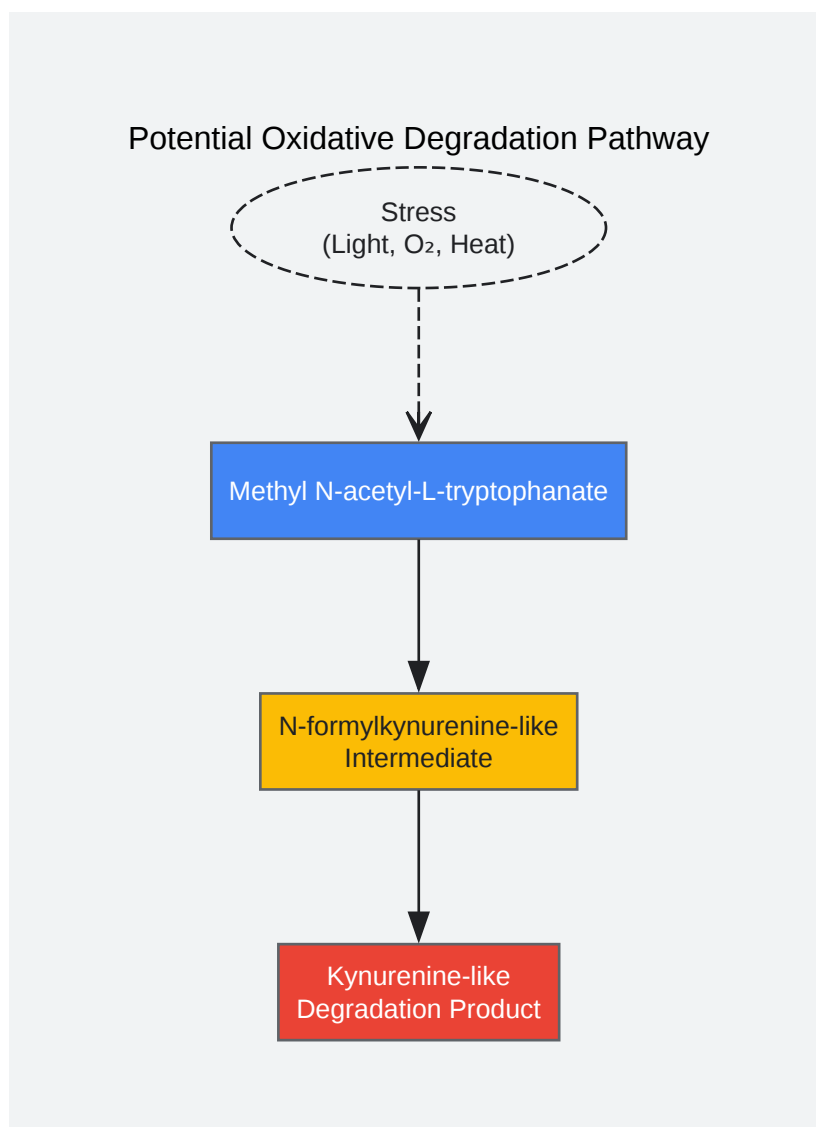 Potential Oxidative Degradation Pathway
Stress
(Light, O₂, Heat)
Methyl N-acetyl-L-tryptophanate
N-formylkynurenine-like
Intermediate
Kynurenine-like
Degradation Product